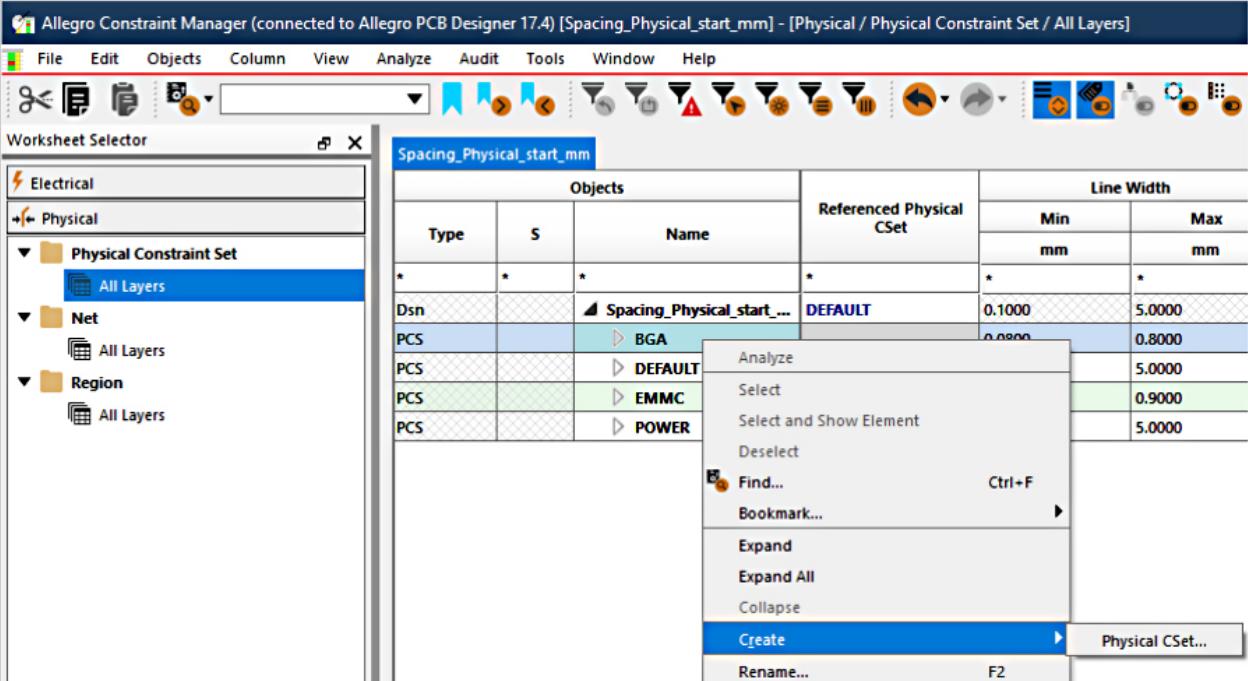 Allegro Constraint Manager (connected to Allegro PCB Designer 17.4) [Spacing_Physical_start_mm] - [Physical / Physical Constraint Set / All Layers]
File Edit Objects Column View Analyze Audit Tools Window Help
Worksheet Selector
Electrical
Physical
Physical Constraint Set
All Layers
Net
All Layers
Region
All Layers
Spacing_Physical_start_mm
Objects Referenced Physical CSet Line Width
Type S Name Min Max
mm mm
* * * * * *
Dsn Spacing_Physical_start_... DEFAULT 0.1000 5.0000
PCS BGA 0.0800 0.8000
PCS DEFAULT 5.0000
PCS EMMC 0.9000
PCS POWER 5.0000
Analyze
Select
Select and Show Element
Deselect
Find... Ctrl+F
Bookmark...
Expand
Expand All
Collapse
Create Physical CSet...
Rename... F2